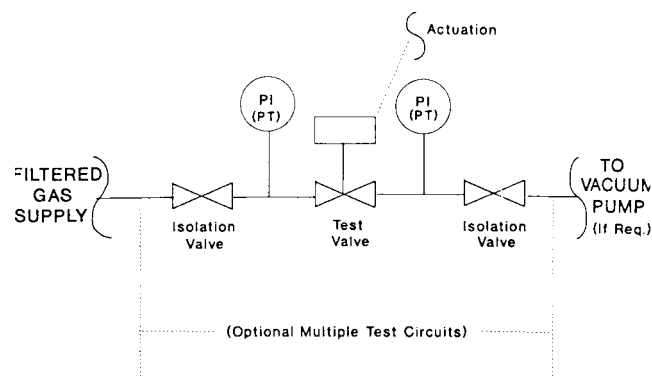 Actuation
PI
(PT)
PI
(PT)
FILTERED
GAS
SUPPLY
Isolation
Valve
Test
Valve
Isolation
Valve
TO
VACUUM
PUMP
(If Req.)
(Optional Multiple Test Circuits)